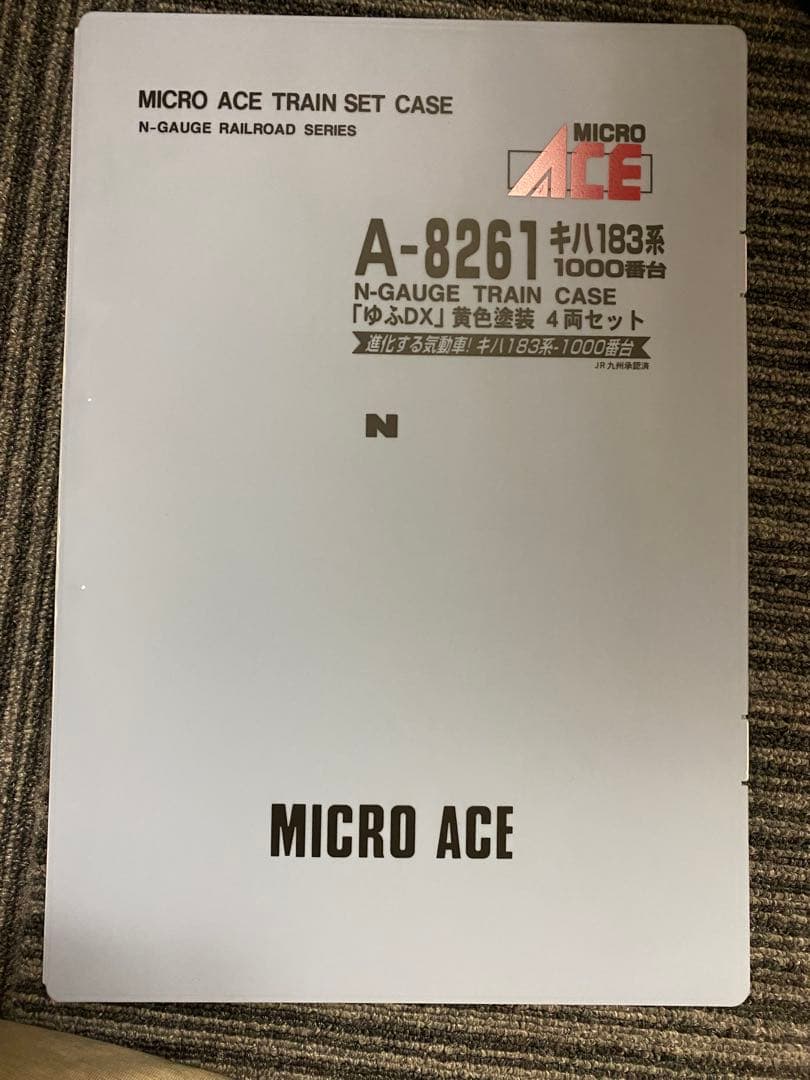 MICRO ACE TRAIN SET CASE
N-GAUGE RAILROAD SERIES
MICRO
ACE
A-8261 キハ183系
1000番台
N-GAUGE TRAIN CASE
「ゆふDX」黄色塗装 4両セット
進化する気動車!キハ183系-1000番台
JR九州承認済
N
MICRO ACE